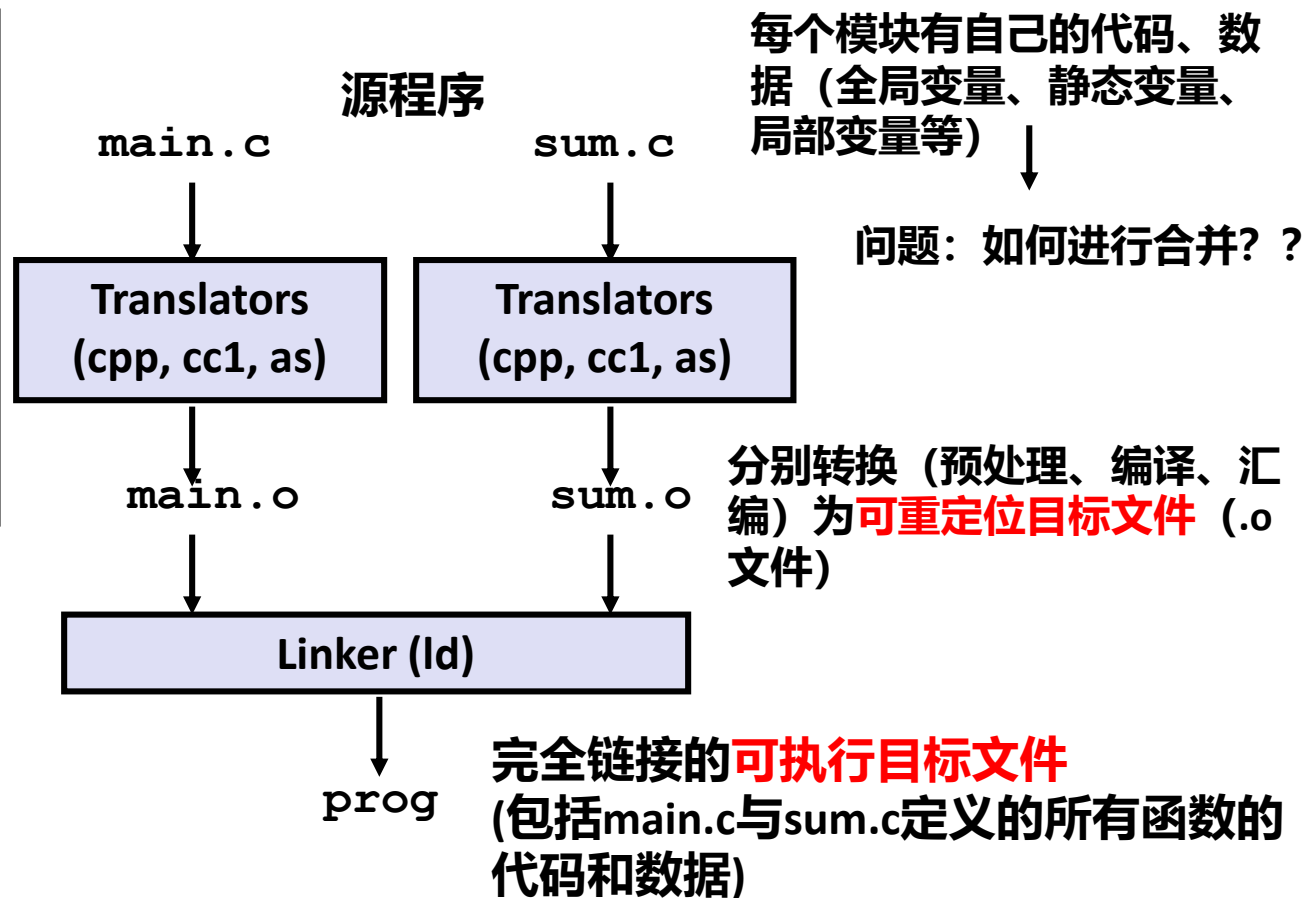 源程序
main.c
sum.c
每个模块有自己的代码、数
据（全局变量、静态变量、
局部变量等）
问题：如何进行合并？？
Translators
(cpp, cc1, as)
Translators
(cpp, cc1, as)
main.o
sum.o
分别转换（预处理、编译、汇
编）为可重定位目标文件（.o
文件）
Linker (ld)
prog
完全链接的可执行目标文件
(包括main.c与sum.c定义的所有函数的
代码和数据)